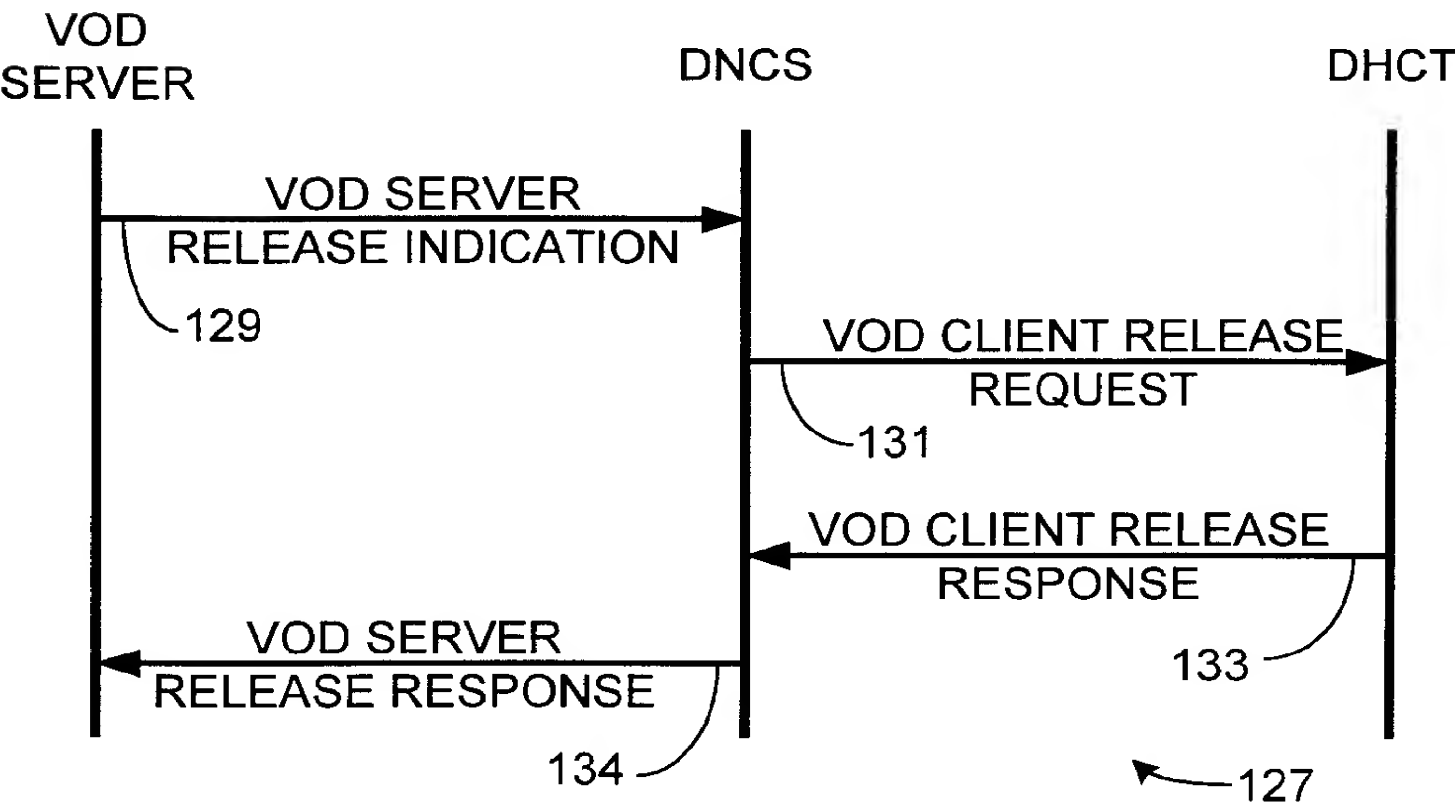 VOD
SERVER
DNCS
DHCT
VOD SERVER
RELEASE INDICATION
129
VOD CLIENT RELEASE
REQUEST
131
VOD CLIENT RELEASE
RESPONSE
133
VOD SERVER
RELEASE RESPONSE
134
127